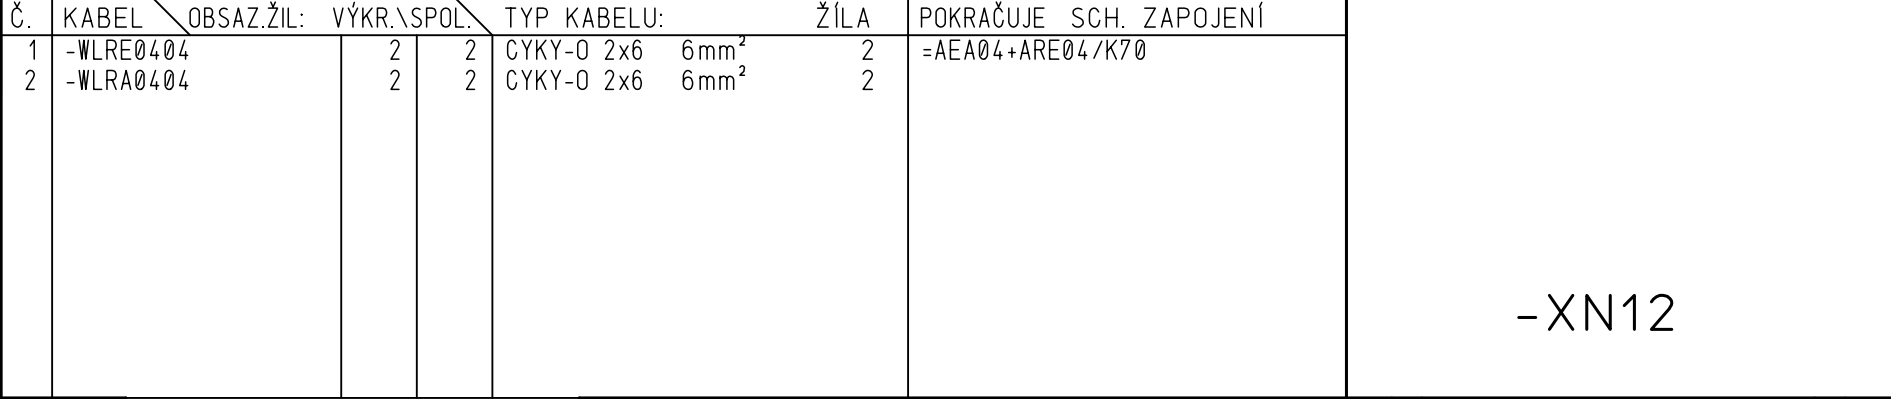 Č. KABEL OBSAZ.ŽIL: VÝKR.\SPOL. TYP KABELU: ŽÍLA POKRAČUJE SCH. ZAPOJENÍ
1 -WLRE0404 2 2 CYKY-O 2x6 6mm² 2 =AEA04+ARE04/K70
2 -WLRA0404 2 2 CYKY-O 2x6 6mm² 2
-XN12